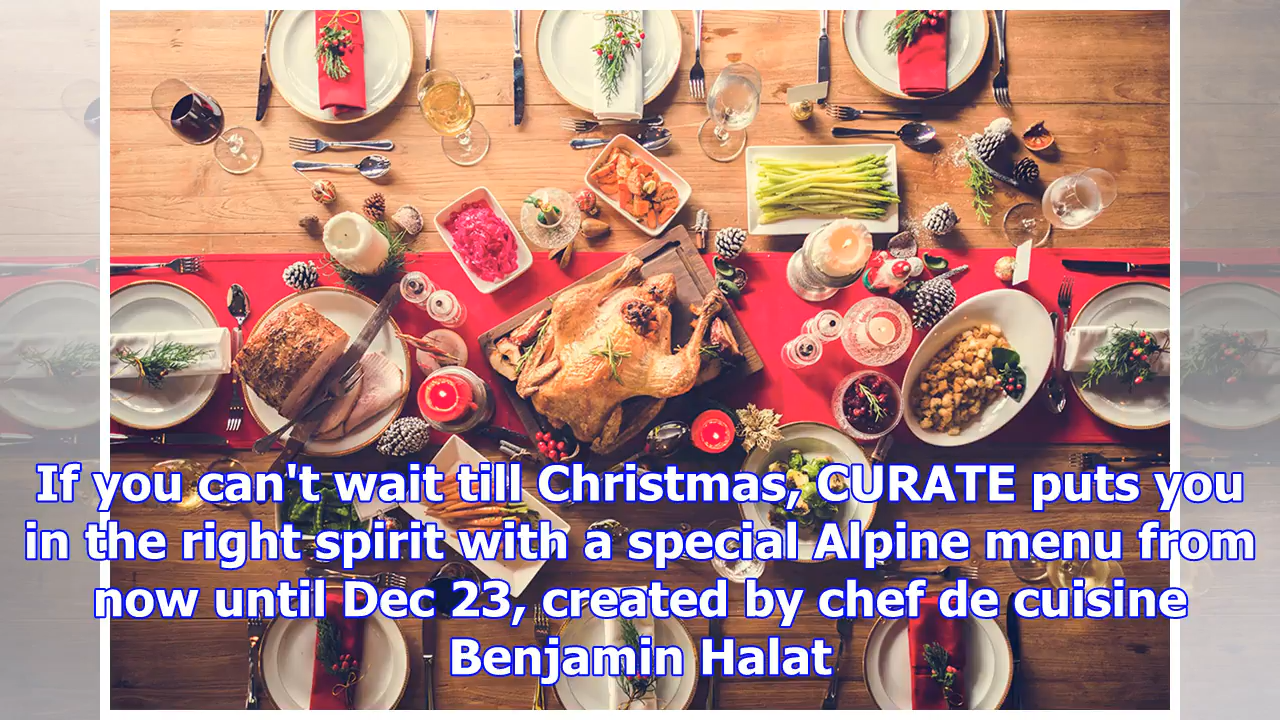 If you can't wait till Christmas, CURATE puts you
in the right spirit with a special Alpine menu from
now until Dec 23, created by chef de cuisine
Benjamin Halat